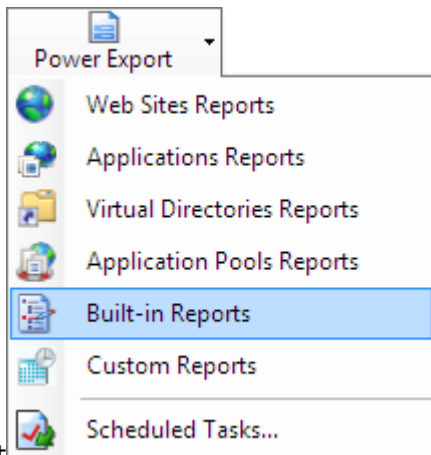 Power Export
Web Sites Reports
Applications Reports
Virtual Directories Reports
Application Pools Reports
Built-in Reports
Custom Reports
Scheduled Tasks...